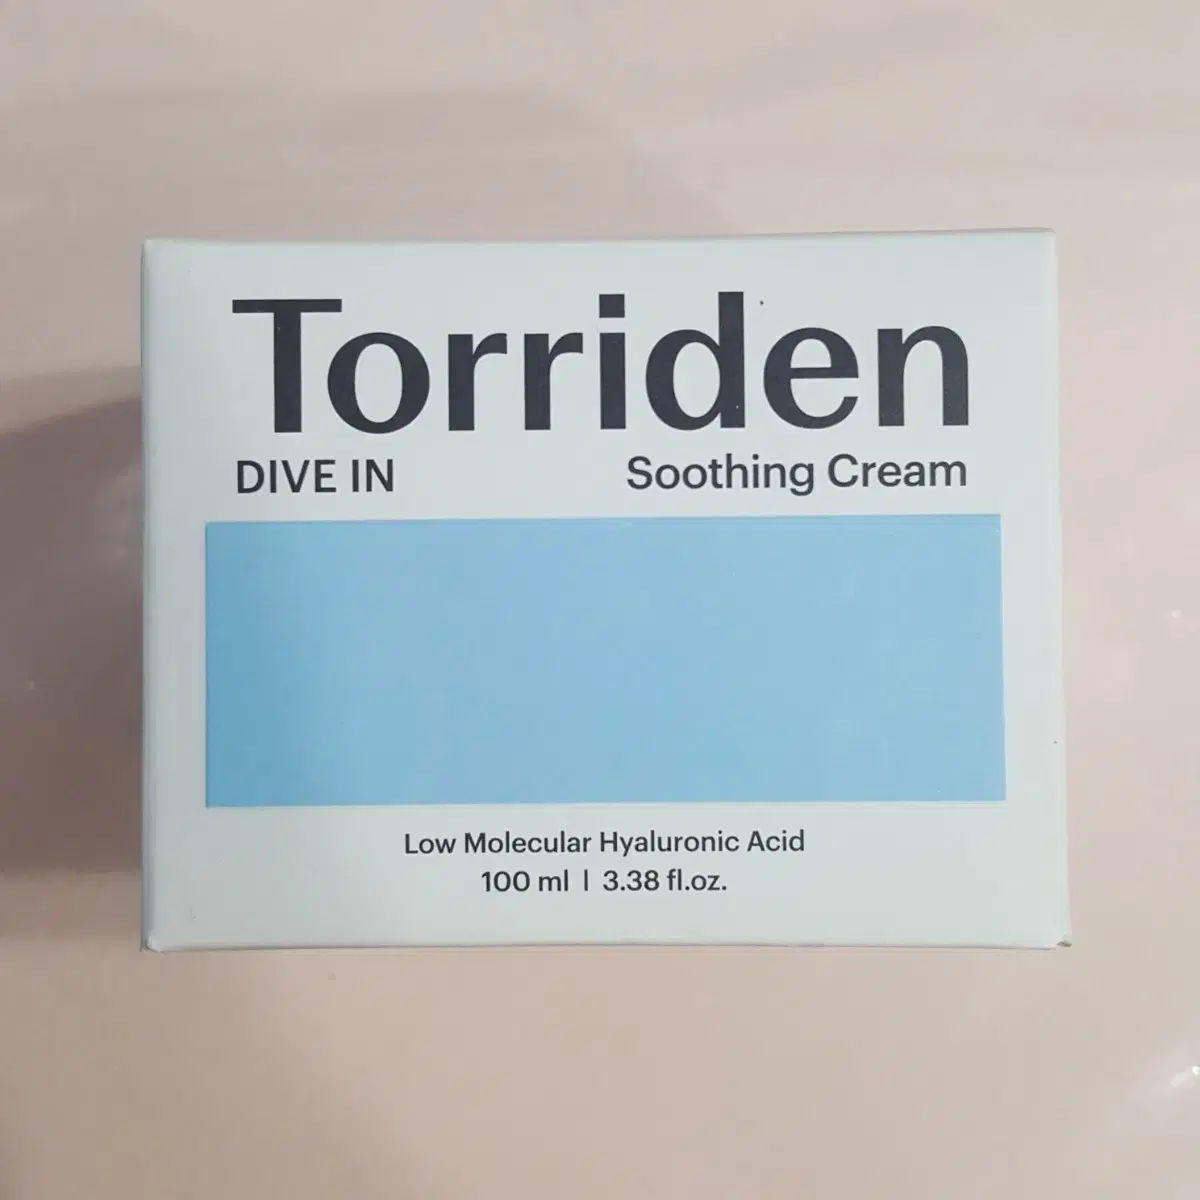 Torriden
DIVE IN Soothing Cream
Low Molecular Hyaluronic Acid
100 ml | 3.38 fl.oz.